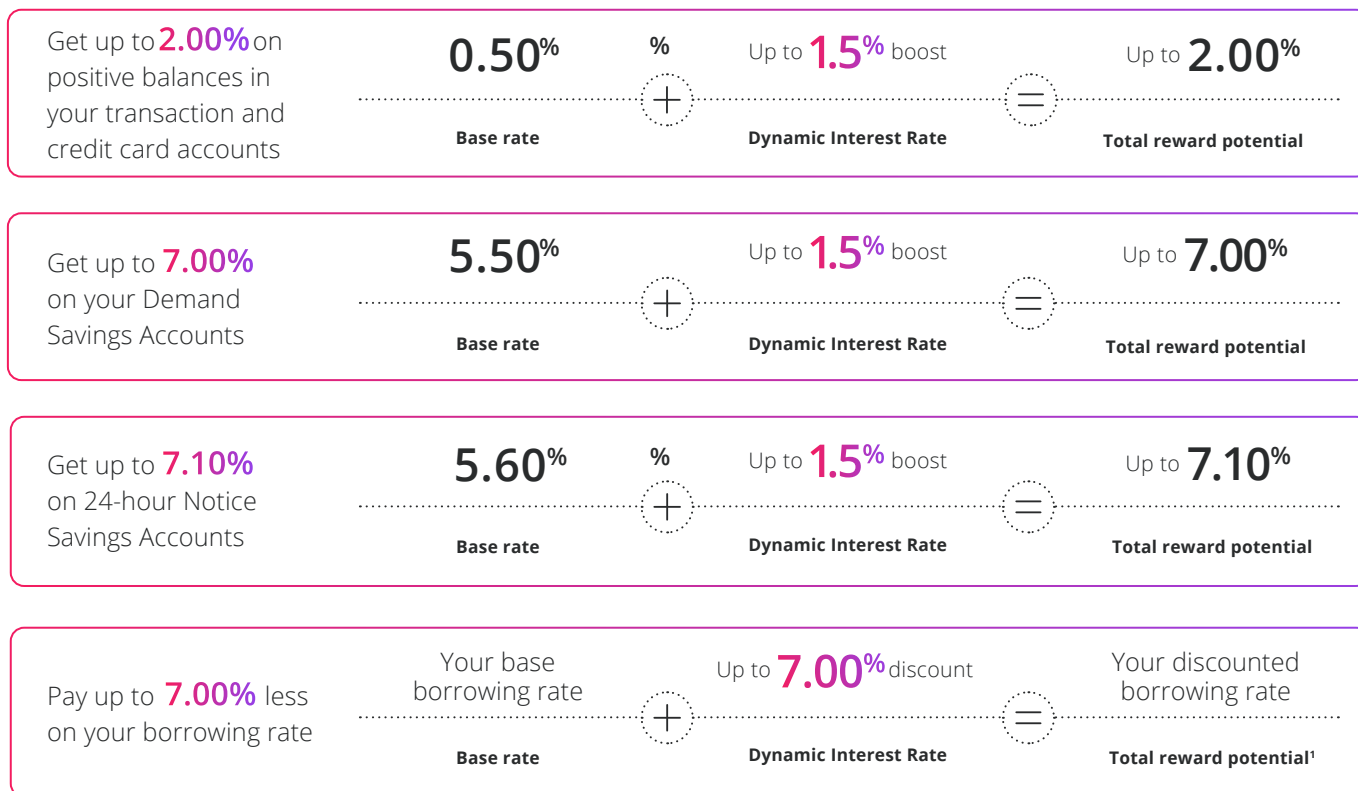 Get up to 2.00% on
positive balances in
your transaction and
credit card accounts
0.50%
Base rate
%
+
Up to 1.5% boost
Dynamic Interest Rate
=
Up to 2.00%
Total reward potential
Get up to 7.00%
on your Demand
Savings Accounts
5.50%
Base rate
+
Up to 1.5% boost
Dynamic Interest Rate
=
Up to 7.00%
Total reward potential
Get up to 7.10%
on 24-hour Notice
Savings Accounts
5.60%
Base rate
%
+
Up to 1.5% boost
Dynamic Interest Rate
=
Up to 7.10%
Total reward potential
Pay up to 7.00% less
on your borrowing rate
Your base
borrowing rate
Base rate
+
Up to 7.00% discount
Dynamic Interest Rate
=
Your discounted
borrowing rate
Total reward potential¹